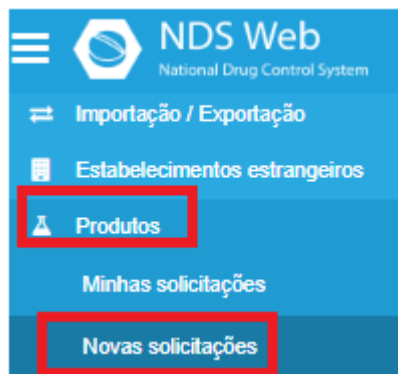 NDS Web
National Drug Control System
Importação / Exportação
Estabelecimentos estrangeiros
Produtos
Minhas solicitações
Novas solicitações